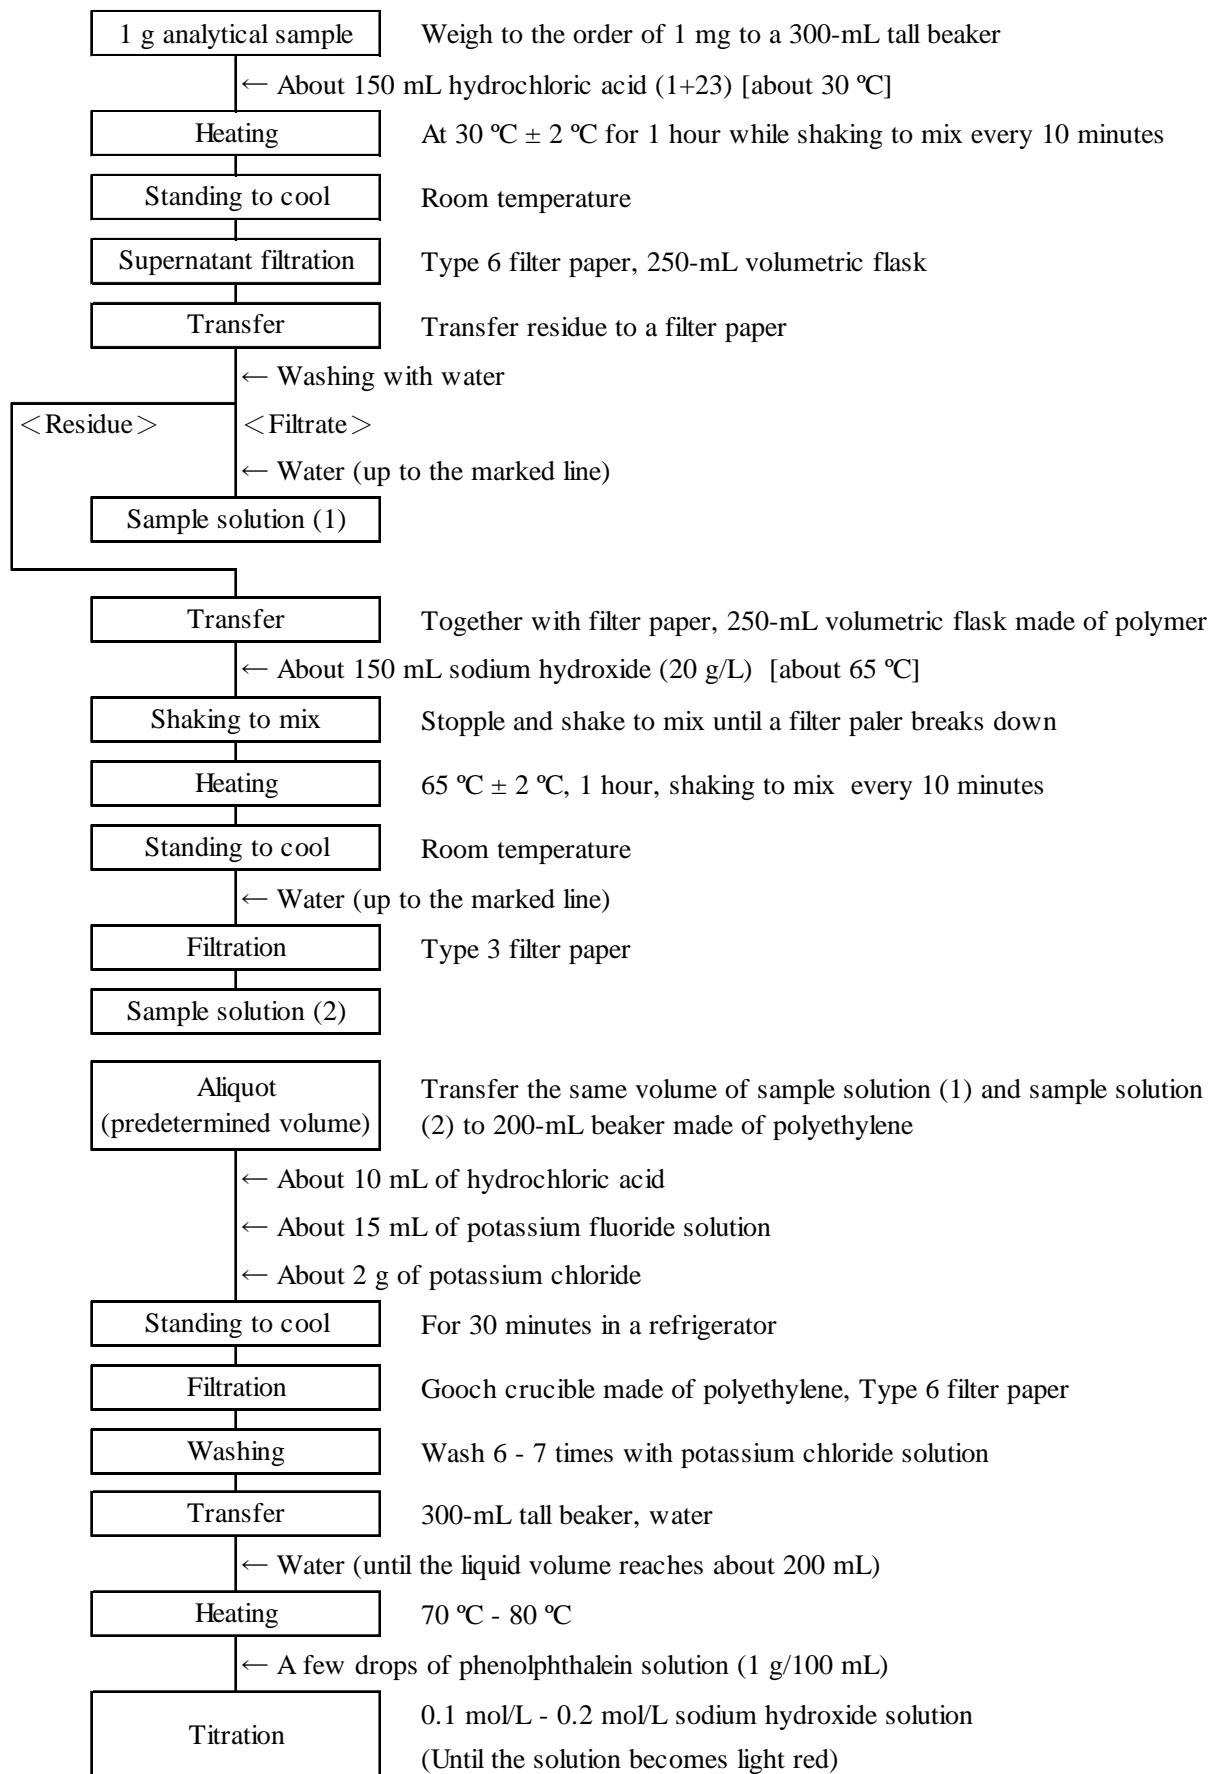 1 g analytical sample Weigh to the order of 1 mg to a 300-mL tall beaker
← About 150 mL hydrochloric acid (1+23) [about 30 ºC]
Heating At 30 ºC ± 2 ºC for 1 hour while shaking to mix every 10 minutes
Standing to cool Room temperature
Supernatant filtration Type 6 filter paper, 250-mL volumetric flask
Transfer Transfer residue to a filter paper
← Washing with water
<Residue> <Filtrate>
← Water (up to the marked line)
Sample solution (1)
Transfer Together with filter paper, 250-mL volumetric flask made of polymer
← About 150 mL sodium hydroxide (20 g/L) [about 65 ºC]
Shaking to mix Stopple and shake to mix until a filter paler breaks down
Heating 65 ºC ± 2 ºC, 1 hour, shaking to mix every 10 minutes
Standing to cool Room temperature
← Water (up to the marked line)
Filtration Type 3 filter paper
Sample solution (2)
Aliquot
(predetermined volume)
Transfer the same volume of sample solution (1) and sample solution
(2) to 200-mL beaker made of polyethylene
← About 10 mL of hydrochloric acid
← About 15 mL of potassium fluoride solution
← About 2 g of potassium chloride
Standing to cool For 30 minutes in a refrigerator
Filtration Gooch crucible made of polyethylene, Type 6 filter paper
Washing Wash 6 - 7 times with potassium chloride solution
Transfer 300-mL tall beaker, water
← Water (until the liquid volume reaches about 200 mL)
Heating 70 ºC - 80 ºC
← A few drops of phenolphthalein solution (1 g/100 mL)
Titration
0.1 mol/L - 0.2 mol/L sodium hydroxide solution
(Until the solution becomes light red)